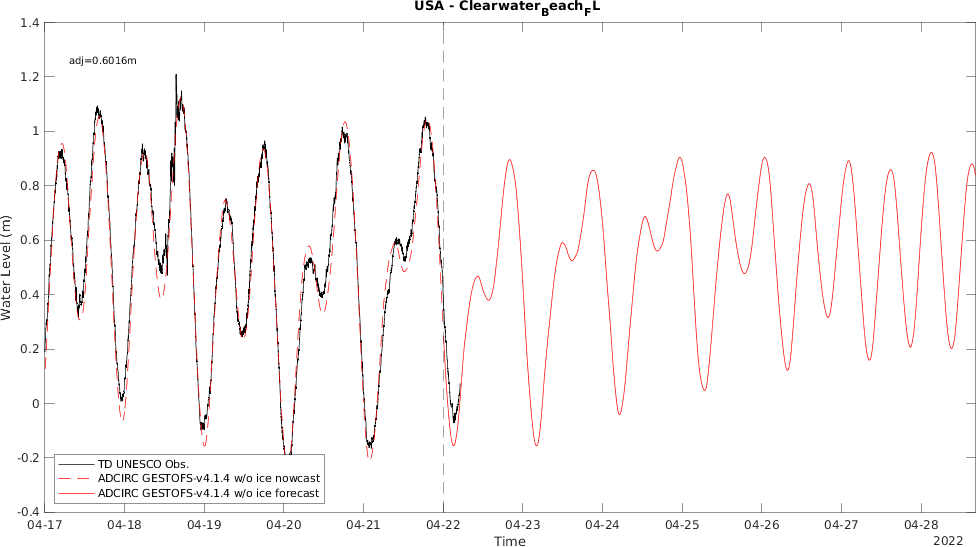 USA - Clearwater_Beach_FL
1.4
1.2
1
0.8
0.6
0.4
0.2
0
-0.2
-0.4
Water Level (m)
adj=0.6016m
TD UNESCO Obs.
ADCIRC GESTOFS-v4.1.4 w/o ice nowcast
ADCIRC GESTOFS-v4.1.4 w/o ice forecast
04-17 04-18 04-19 04-20 04-21 04-22 04-23 04-24 04-25 04-26 04-27 04-28
Time
2022